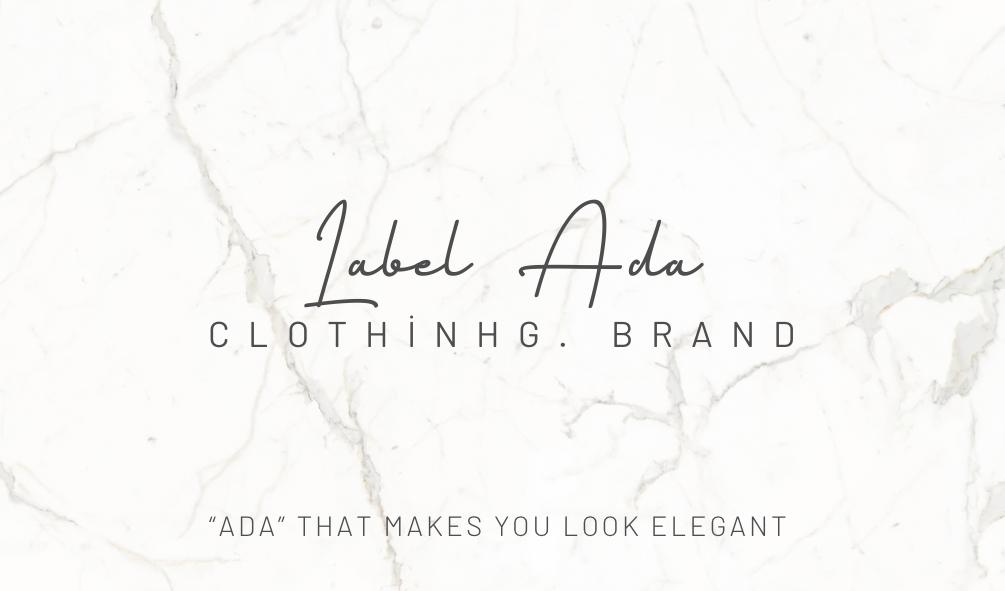 Label Ada
CLOTHİNHG. BRAND
“ADA” THAT MAKES YOU LOOK ELEGANT